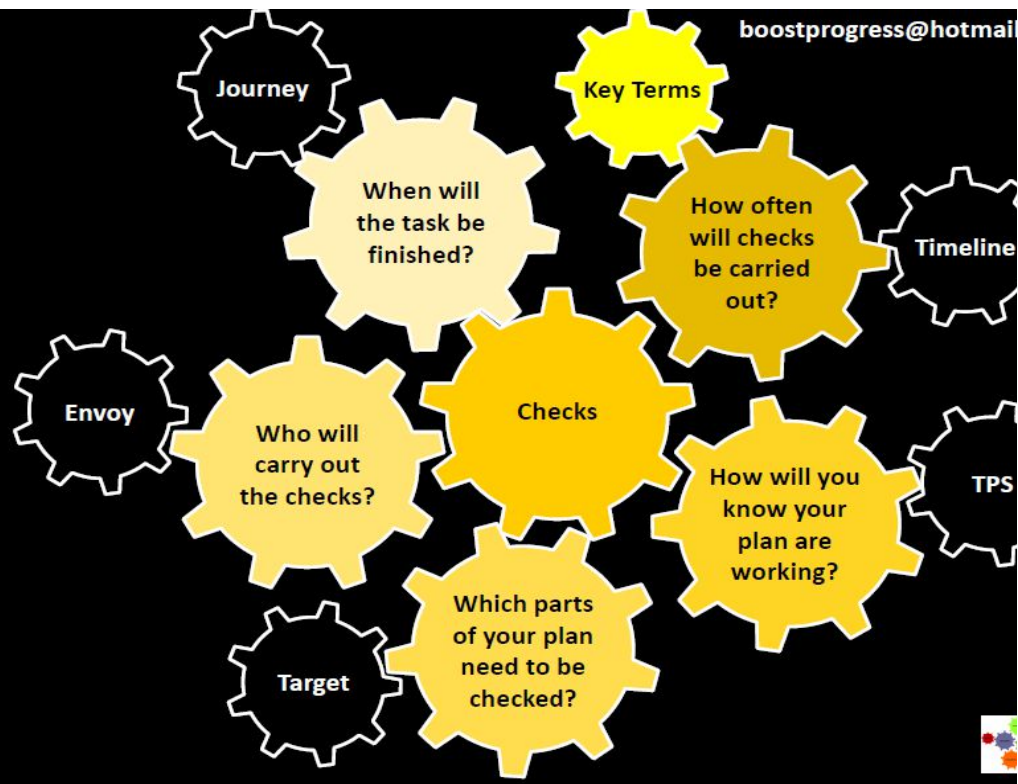 boostprogress@hotmail
Journey
Key Terms
When will
the task be
finished?
How often
will checks
be carried
out?
Timeline
Envoy
Who will
carry out
the checks?
Checks
How will you
know your
plan are
working?
TPS
Which parts
of your plan
need to be
checked?
Target